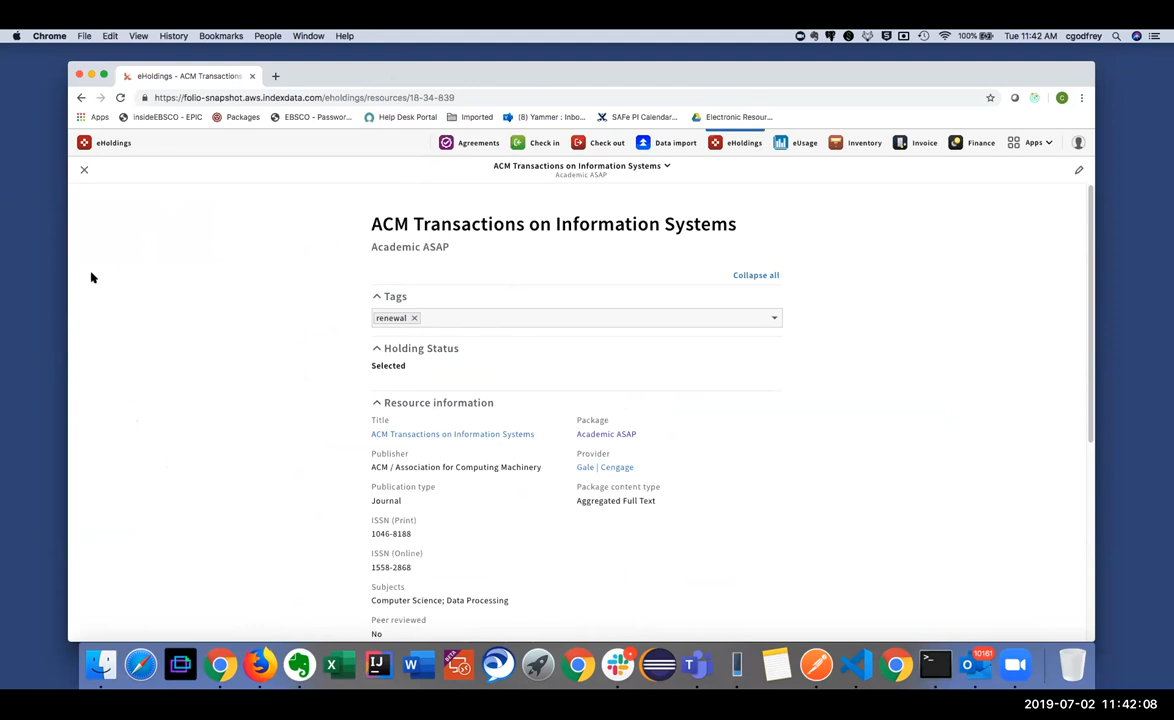 Chrome File Edit View History Bookmarks People Window Help 100% Tue 11:42 AM cgodfrey
eHoldings - ACM Transactions
https://folio-snapshot.aws.indexdata.com/eholdings/resources/18-34-839
Apps insideEBSCO - EPIC Packages EBSCO - Passwor... Help Desk Portal Imported (8) Yammer : Inbo... SAFe PI Calendar... Electronic Resour...
eHoldings Agreements Check in Check out Data import eHoldings eUsage Inventory Invoice Finance Apps
ACM Transactions on Information Systems
Academic ASAP
ACM Transactions on Information Systems
Academic ASAP
Collapse all
Tags
renewal
Holding Status
Selected
Resource information
Title Package
ACM Transactions on Information Systems Academic ASAP
Publisher Provider
ACM / Association for Computing Machinery Gale | Cengage
Publication type Package content type
Journal Aggregated Full Text
ISSN (Print)
1046-8188
ISSN (Online)
1558-2868
Subjects
Computer Science; Data Processing
Peer reviewed
No
10161
2019-07-02 11:42:08